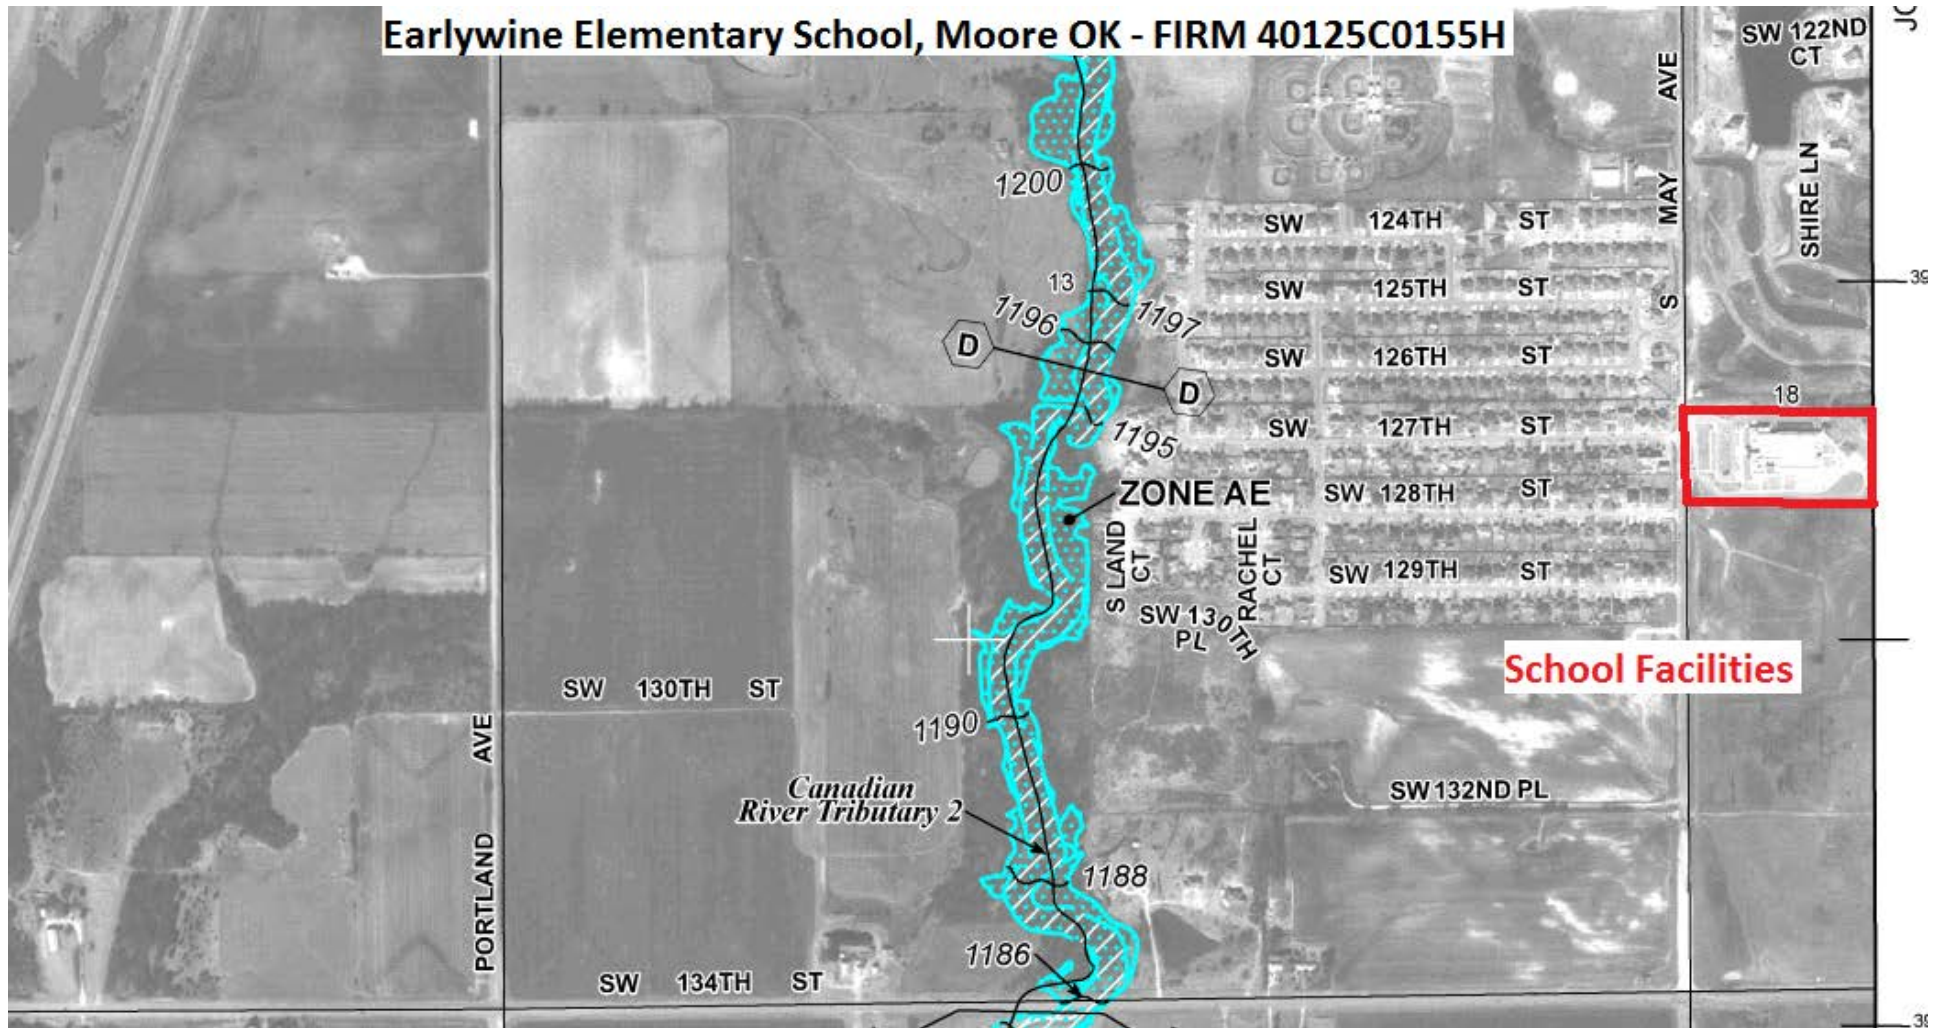 Earlywine Elementary School, Moore OK - FIRM 40125C0155H
SW 122ND
CT
S MAY AVE
SHIRE LN
1200
SW 124TH ST
13
SW 125TH ST
1196
1197
D
SW 126TH ST
D
18
1195
SW 127TH ST
ZONE AE
SW 128TH ST
S LAND
CT
RACHEL
CT
SW 129TH ST
SW 130TH
PL
School Facilities
SW 130TH ST
1190
PORTLAND AVE
Canadian
River Tributary 2
SW 132ND PL
1188
1186
SW 134TH ST